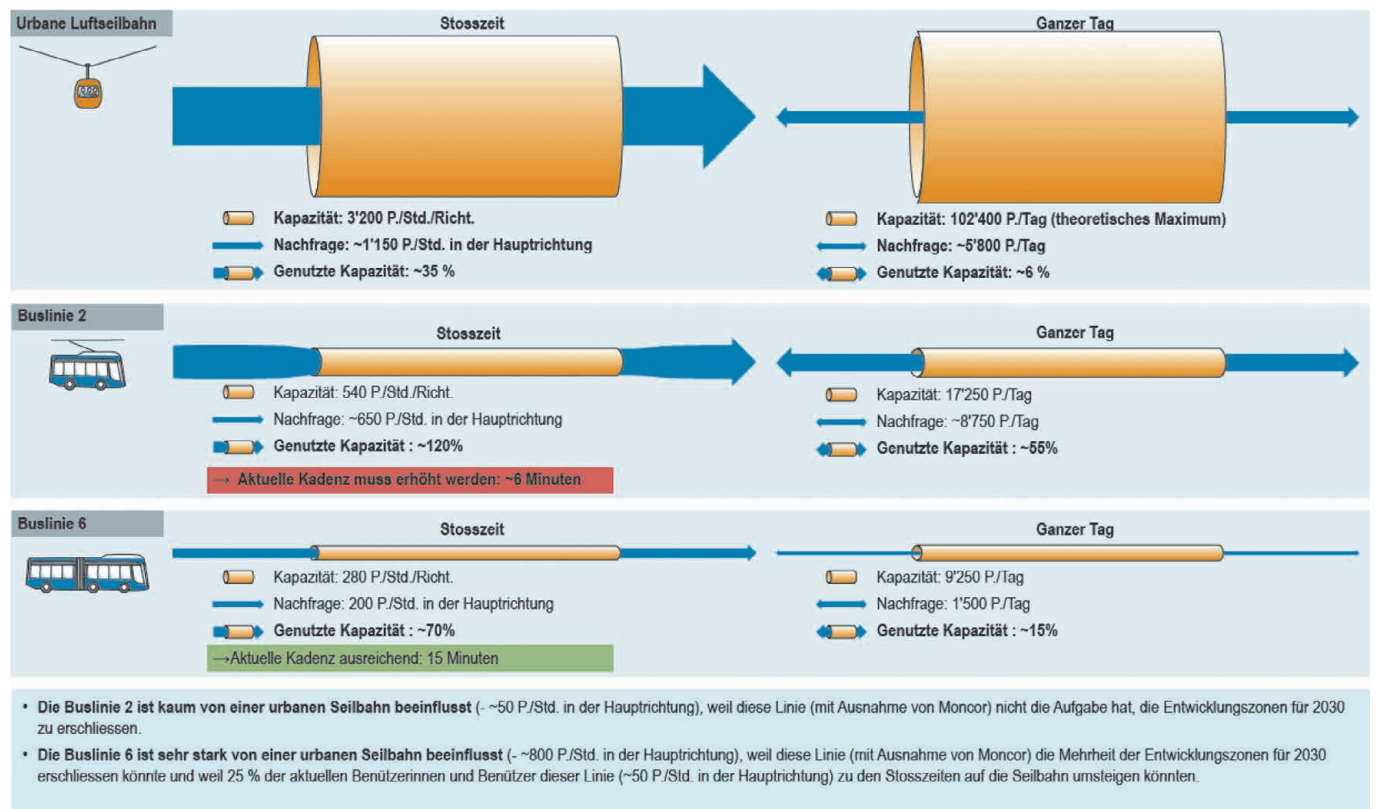 Urbane Luftseilbahn
Stosszeit
Ganzer Tag
Kapazität: 3'200 P./Std./Richt.
Nachfrage: ~1'150 P./Std. in der Hauptrichtung
Genutzte Kapazität: ~35 %
Kapazität: 102'400 P./Tag (theoretisches Maximum)
Nachfrage: ~5'800 P./Tag
Genutzte Kapazität: ~6 %
Buslinie 2
Stosszeit
Ganzer Tag
Kapazität: 540 P./Std./Richt.
Nachfrage: ~650 P./Std. in der Hauptrichtung
Genutzte Kapazität : ~120%
→ Aktuelle Kadenz muss erhöht werden: ~6 Minuten
Kapazität: 17'250 P./Tag
Nachfrage: ~8'750 P./Tag
Genutzte Kapazität : ~55%
Buslinie 6
Stosszeit
Ganzer Tag
Kapazität: 280 P./Std./Richt.
Nachfrage: 200 P./Std. in der Hauptrichtung
Genutzte Kapazität : ~70%
→Aktuelle Kadenz ausreichend: 15 Minuten
Kapazität: 9'250 P./Tag
Nachfrage: 1'500 P./Tag
Genutzte Kapazität : ~15%
• Die Buslinie 2 ist kaum von einer urbanen Seilbahn beeinflusst (- ~50 P./Std. in der Hauptrichtung), weil diese Linie (mit Ausnahme von Moncor) nicht die Aufgabe hat, die Entwicklungszonen für 2030
zu erschliessen.
• Die Buslinie 6 ist sehr stark von einer urbanen Seilbahn beeinflusst (- ~800 P./Std. in der Hauptrichtung), weil diese Linie (mit Ausnahme von Moncor) die Mehrheit der Entwicklungszonen für 2030
erschliessen könnte und weil 25 % der aktuellen Benützerinnen und Benützer dieser Linie (~50 P./Std. in der Hauptrichtung) zu den Stosszeiten auf die Seilbahn umsteigen könnten.